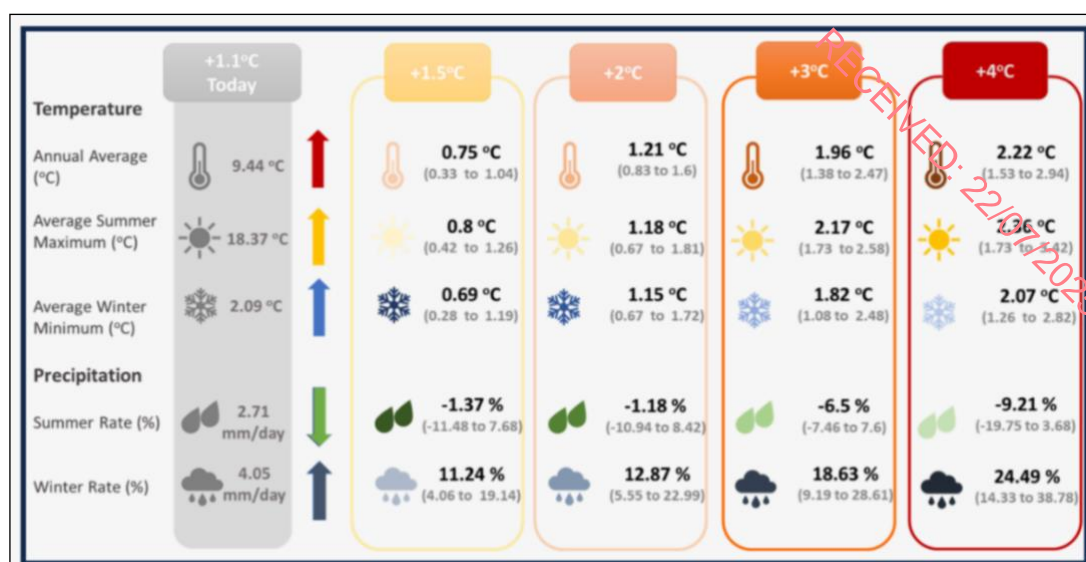 +1.1°C
Today
+1.5°C
+2°C
+3°C
+4°C
Temperature
Annual Average
(°C)
9.44 °C
0.75 °C
(0.33 to 1.04)
1.21 °C
(0.83 to 1.6)
1.96 °C
(1.38 to 2.47)
2.22 °C
(1.53 to 2.94)
Average Summer
Maximum (°C)
18.37 °C
0.8 °C
(0.42 to 1.26)
1.18 °C
(0.67 to 1.81)
2.17 °C
(1.73 to 2.58)
2.36 °C
(1.73 to 3.42)
Average Winter
Minimum (°C)
2.09 °C
0.69 °C
(0.28 to 1.19)
1.15 °C
(0.67 to 1.72)
1.82 °C
(1.08 to 2.48)
2.07 °C
(1.26 to 2.82)
Precipitation
Summer Rate (%)
2.71
mm/day
-1.37 %
(-11.48 to 7.68)
-1.18 %
(-10.94 to 8.42)
-6.5 %
(-7.46 to 7.6)
-9.21 %
(-19.75 to 3.68)
Winter Rate (%)
4.05
mm/day
11.24 %
(4.06 to 19.14)
12.87 %
(5.55 to 22.99)
18.63 %
(9.19 to 28.61)
24.49 %
(14.33 to 38.78)
RECEIVED: